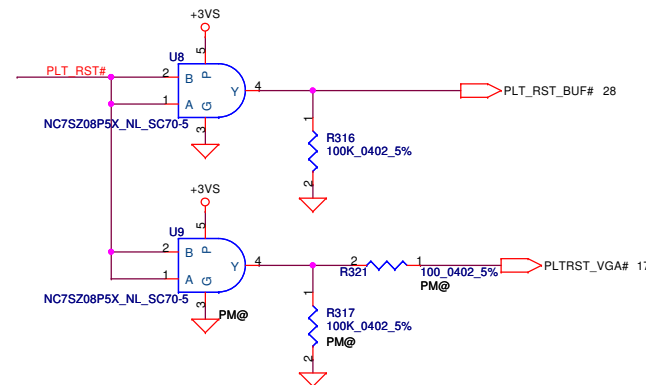 +3VS
U8
5
PLT_RST#
2
B
P
Y
4
PLT_RST_BUF# 28
1
A
G
NC7SZ08P5X_NL_SC70-5
3
1
R316
100K_0402_5%
2
+3VS
U9
5
2
B
P
Y
4
2
R321
1
100_0402_5%
PM@
PLTRST_VGA# 17
1
A
G
NC7SZ08P5X_NL_SC70-5
3
PM@
1
R317
100K_0402_5%
PM@
2